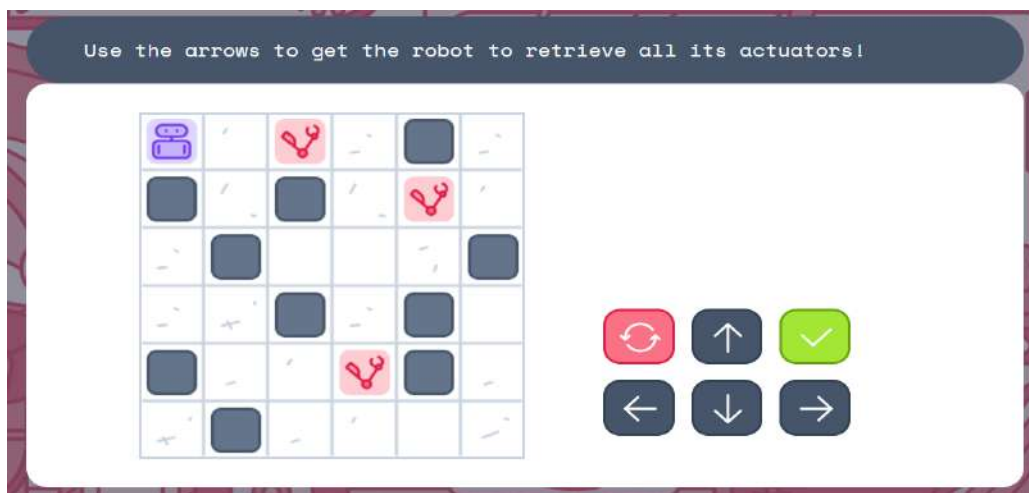 Use the arrows to get the robot to retrieve all its actuators!